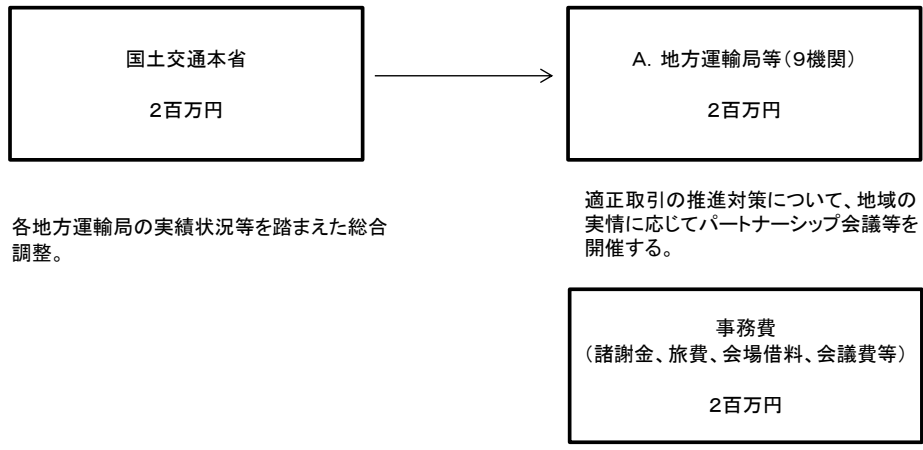 国土交通本省
2百万円
各地方運輸局の実績状況等を踏まえた総合
調整。
A．地方運輸局等（9機関）
2百万円
適正取引の推進対策について、地域の
実情に応じてパートナーシップ会議等を
開催する。
事務費
（諸謝金、旅費、会場借料、会議費等）
2百万円